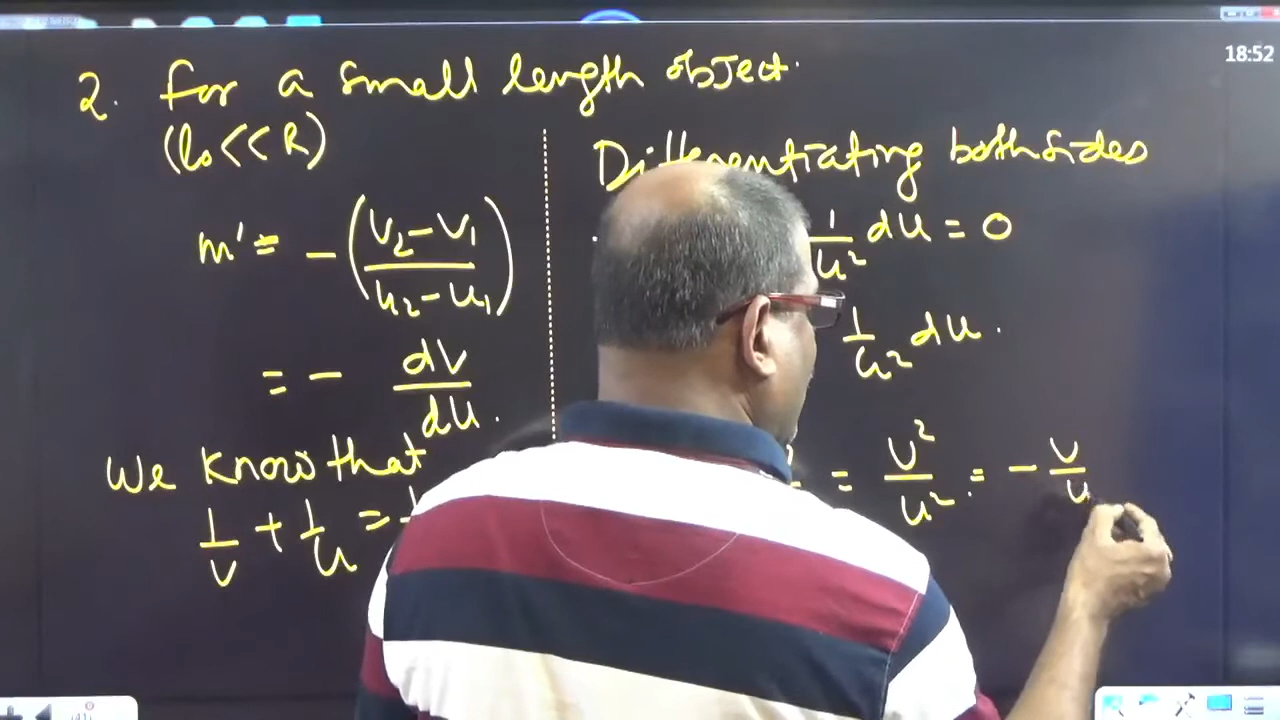 18:52
2. For a small length object.
(lo<<R)
m' = - (V2-V1 / u2-u1)
= - dV/du.
We know that
1/v + 1/u =
Differentiating both sides
1/u² du = 0
1/u² du.
= V²/u². = - V/u